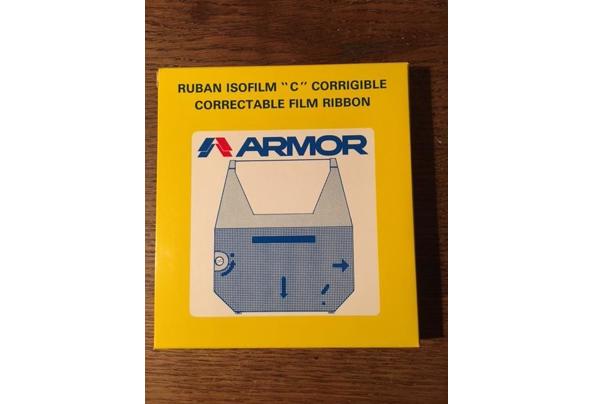 RUBAN ISOFILM "C" CORRIGIBLE
CORRECTABLE FILM RIBBON
ARMOR